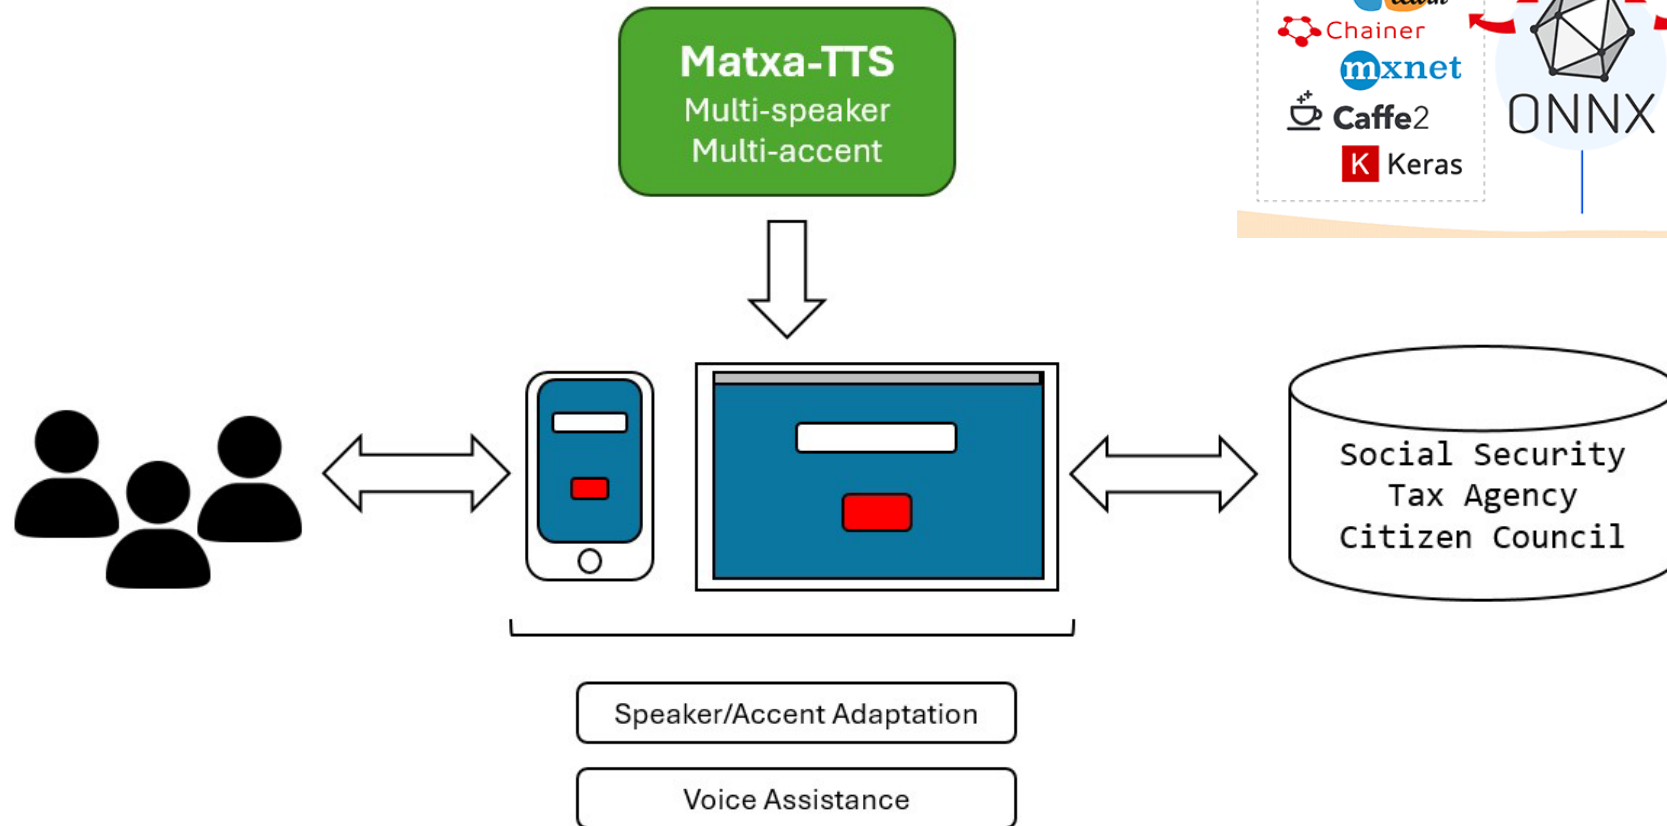 Matxa-TTS
Multi-speaker
Multi-accent
Chainer
mxnet
Caffe2
Keras
ONNX
Social Security
Tax Agency
Citizen Council
Speaker/Accent Adaptation
Voice Assistance